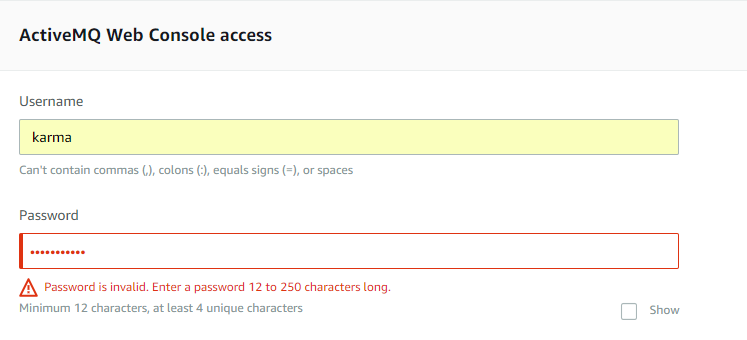 ActiveMQ Web Console access
Username
karma
Can't contain commas (,), colons (:), equals signs (=), or spaces
Password
•••••••••••
Password is invalid. Enter a password 12 to 250 characters long.
Minimum 12 characters, at least 4 unique characters
Show